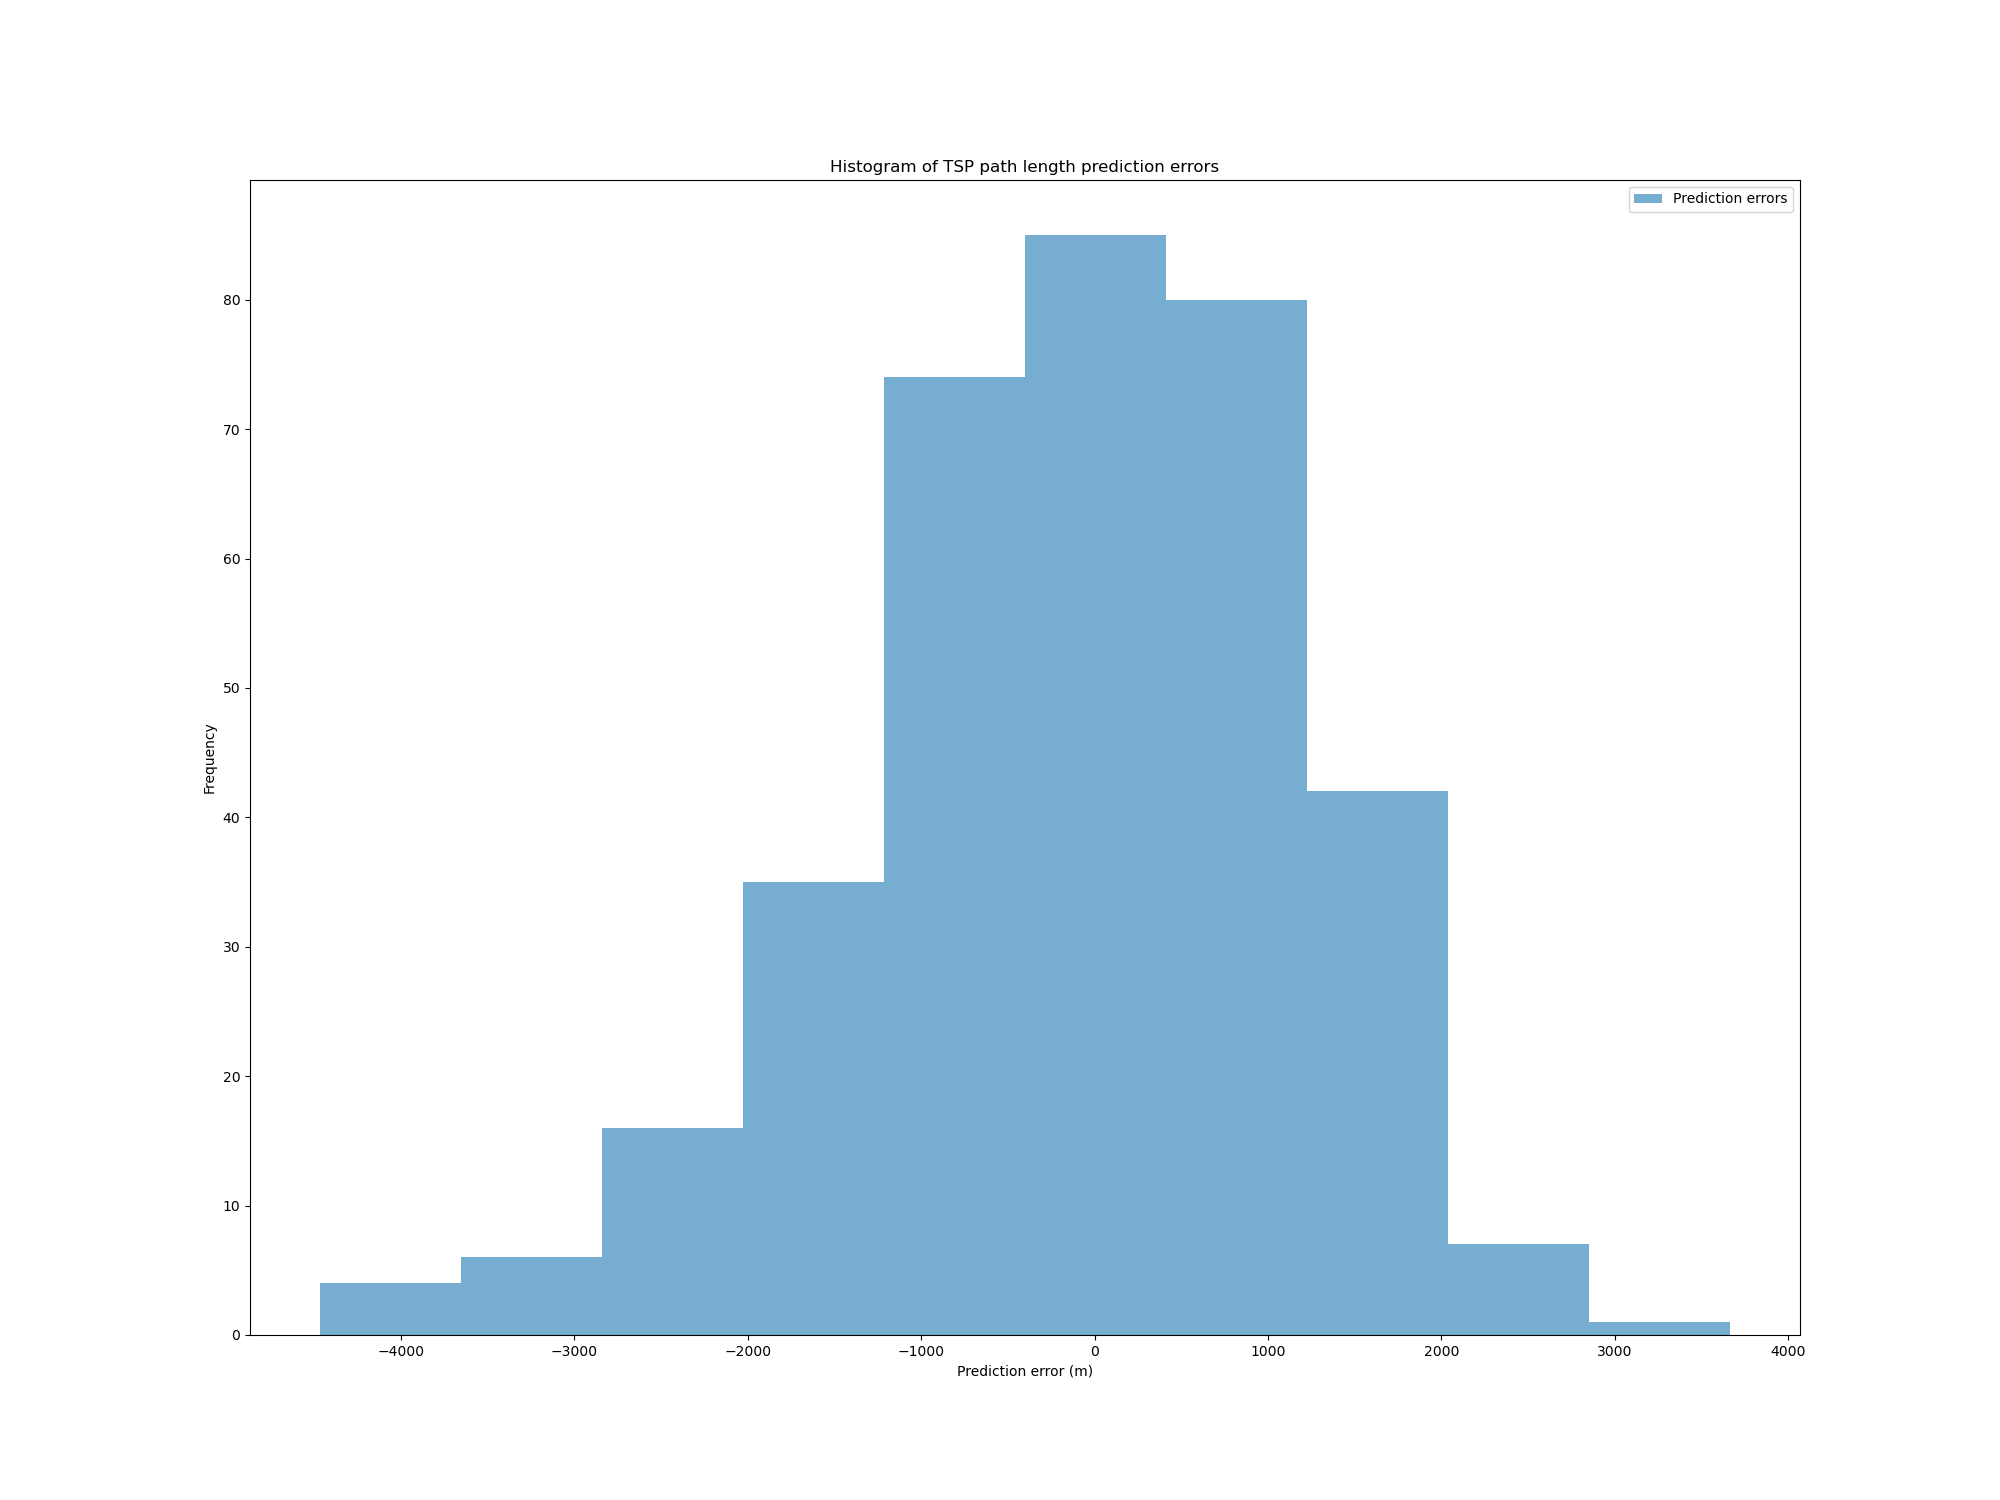 Histogram of TSP path length prediction errors
Prediction errors
80
70
60
50
40
30
20
10
0
Frequency
−4000 −3000 −2000 −1000 0 1000 2000 3000 4000
Prediction error (m)